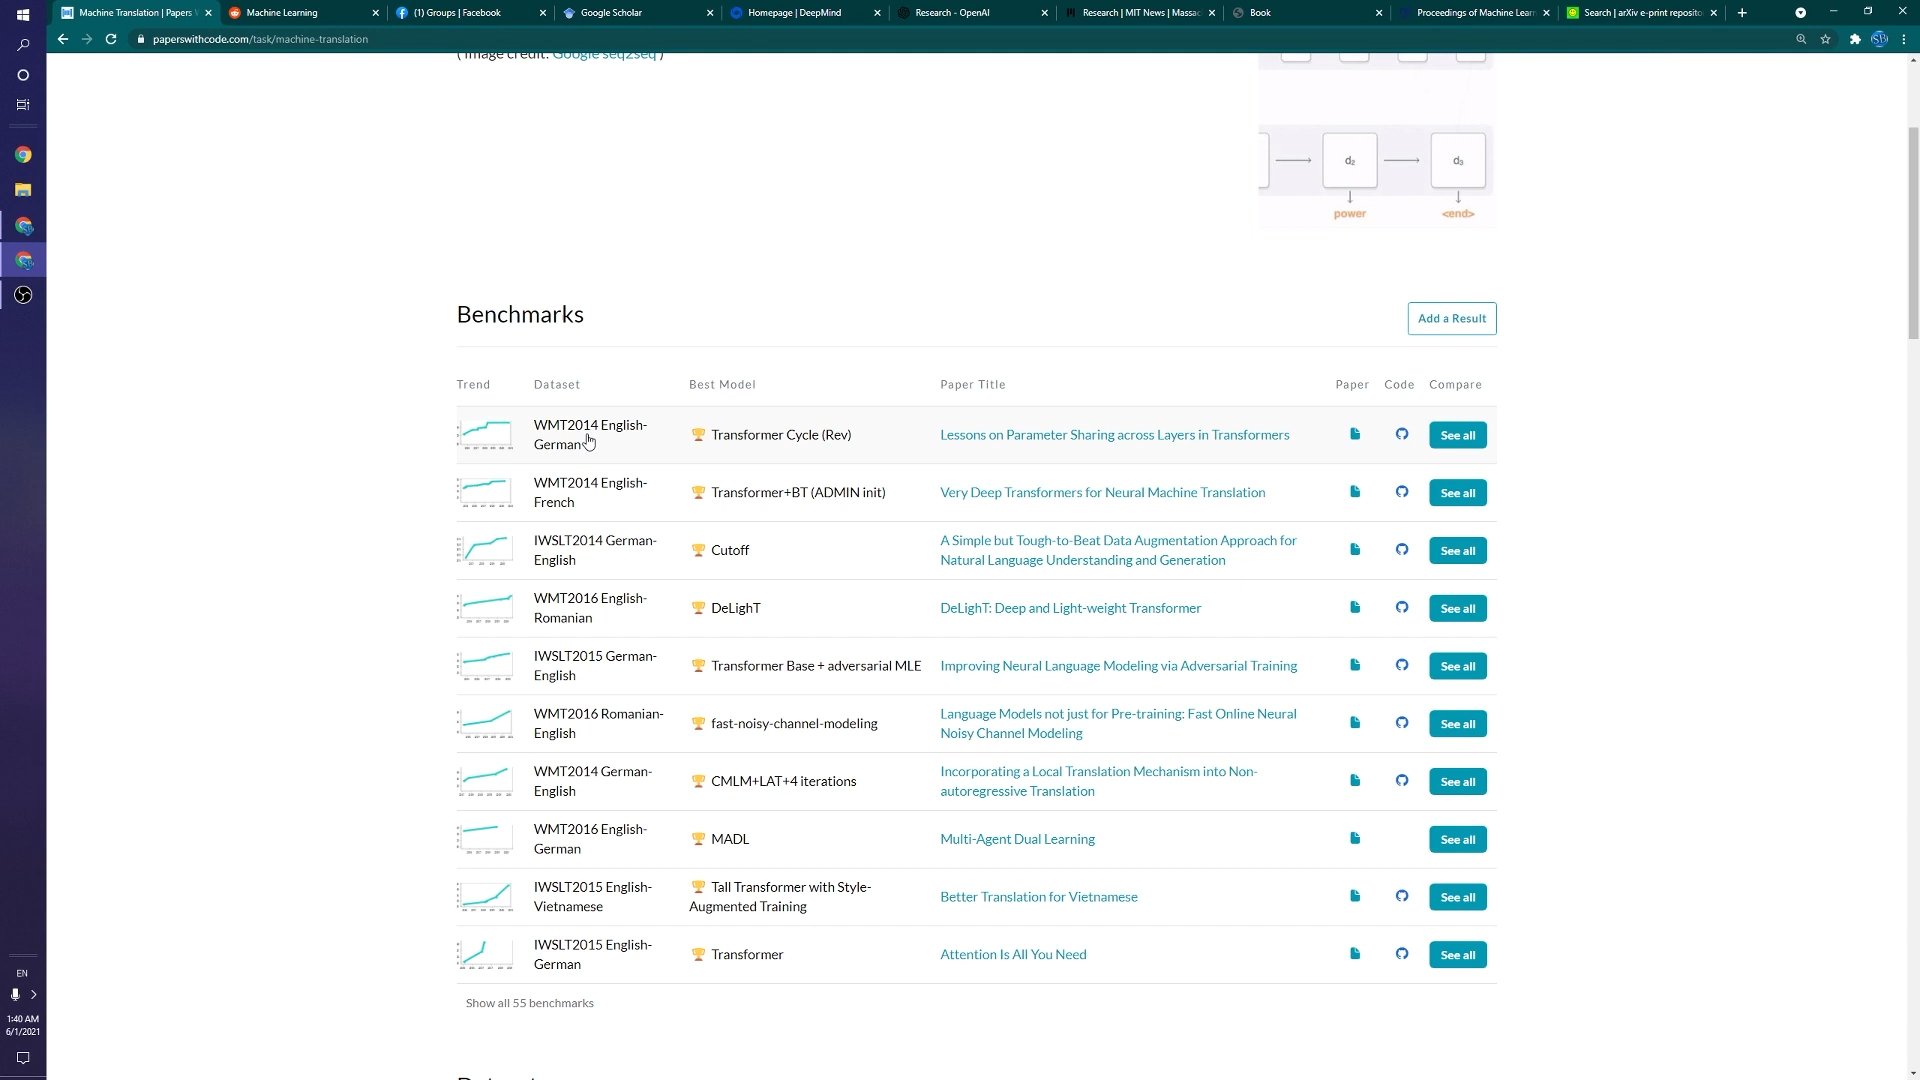 Machine Translation | Papers
Machine Learning
(1) Groups | Facebook
Google Scholar
Homepage | DeepMind
Research - OpenAI
Research | MIT News | Massac
Book
Proceedings of Machine Learn
Search | arXiv e-print reposito
paperswithcode.com/task/machine-translation
( Image credit: Google seq2seq )
d₂
d₃
power
<end>
Benchmarks
Add a Result
Trend Dataset Best Model Paper Title Paper Code Compare
WMT2014 English-
German
Transformer Cycle (Rev)
Lessons on Parameter Sharing across Layers in Transformers
See all
WMT2014 English-
French
Transformer+BT (ADMIN init)
Very Deep Transformers for Neural Machine Translation
See all
IWSLT2014 German-
English
Cutoff
A Simple but Tough-to-Beat Data Augmentation Approach for
Natural Language Understanding and Generation
See all
WMT2016 English-
Romanian
DeLighT
DeLighT: Deep and Light-weight Transformer
See all
IWSLT2015 German-
English
Transformer Base + adversarial MLE
Improving Neural Language Modeling via Adversarial Training
See all
WMT2016 Romanian-
English
fast-noisy-channel-modeling
Language Models not just for Pre-training: Fast Online Neural
Noisy Channel Modeling
See all
WMT2014 German-
English
CMLM+LAT+4 iterations
Incorporating a Local Translation Mechanism into Non-
autoregressive Translation
See all
WMT2016 English-
German
MADL
Multi-Agent Dual Learning
See all
IWSLT2015 English-
Vietnamese
Tall Transformer with Style-
Augmented Training
Better Translation for Vietnamese
See all
IWSLT2015 English-
German
Transformer
Attention Is All You Need
See all
Show all 55 benchmarks
EN
1:40 AM
6/1/2021